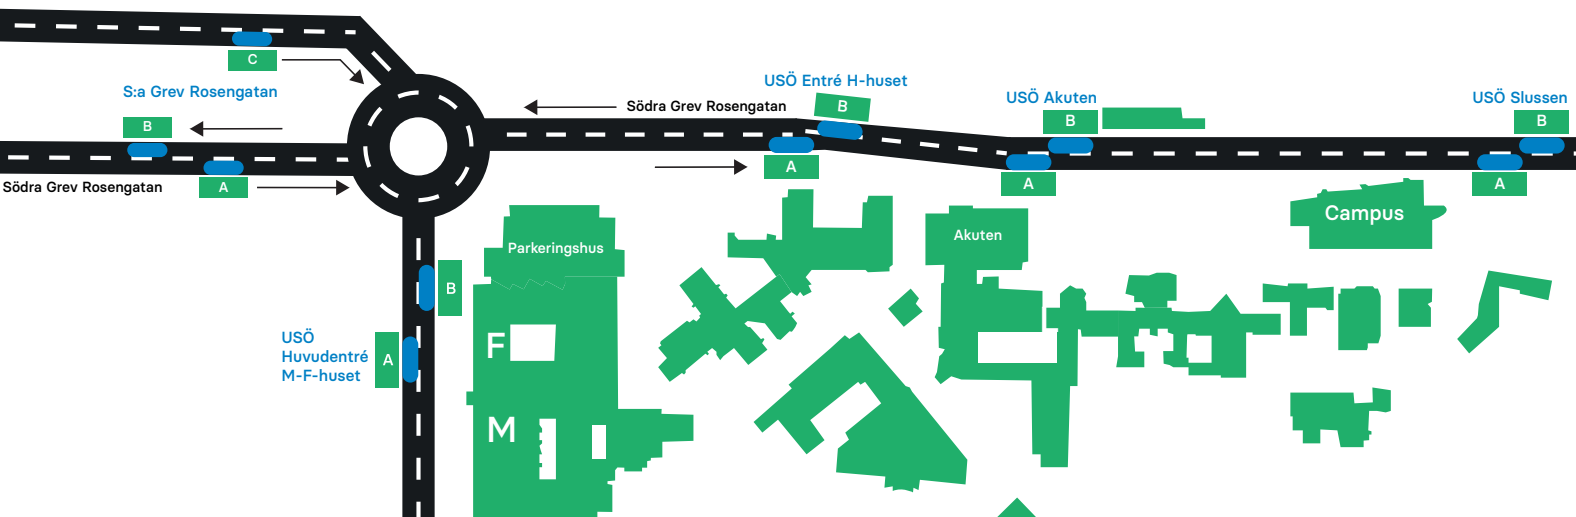 C
S:a Grev Rosengatan
B
Södra Grev Rosengatan
A
USÖ Entré H-huset
B
Södra Grev Rosengatan
A
USÖ Akuten
B
A
USÖ Slussen
B
A
Campus
Parkeringshus
Akuten
B
USÖ
Huvudentré
M-F-huset
A
F
M